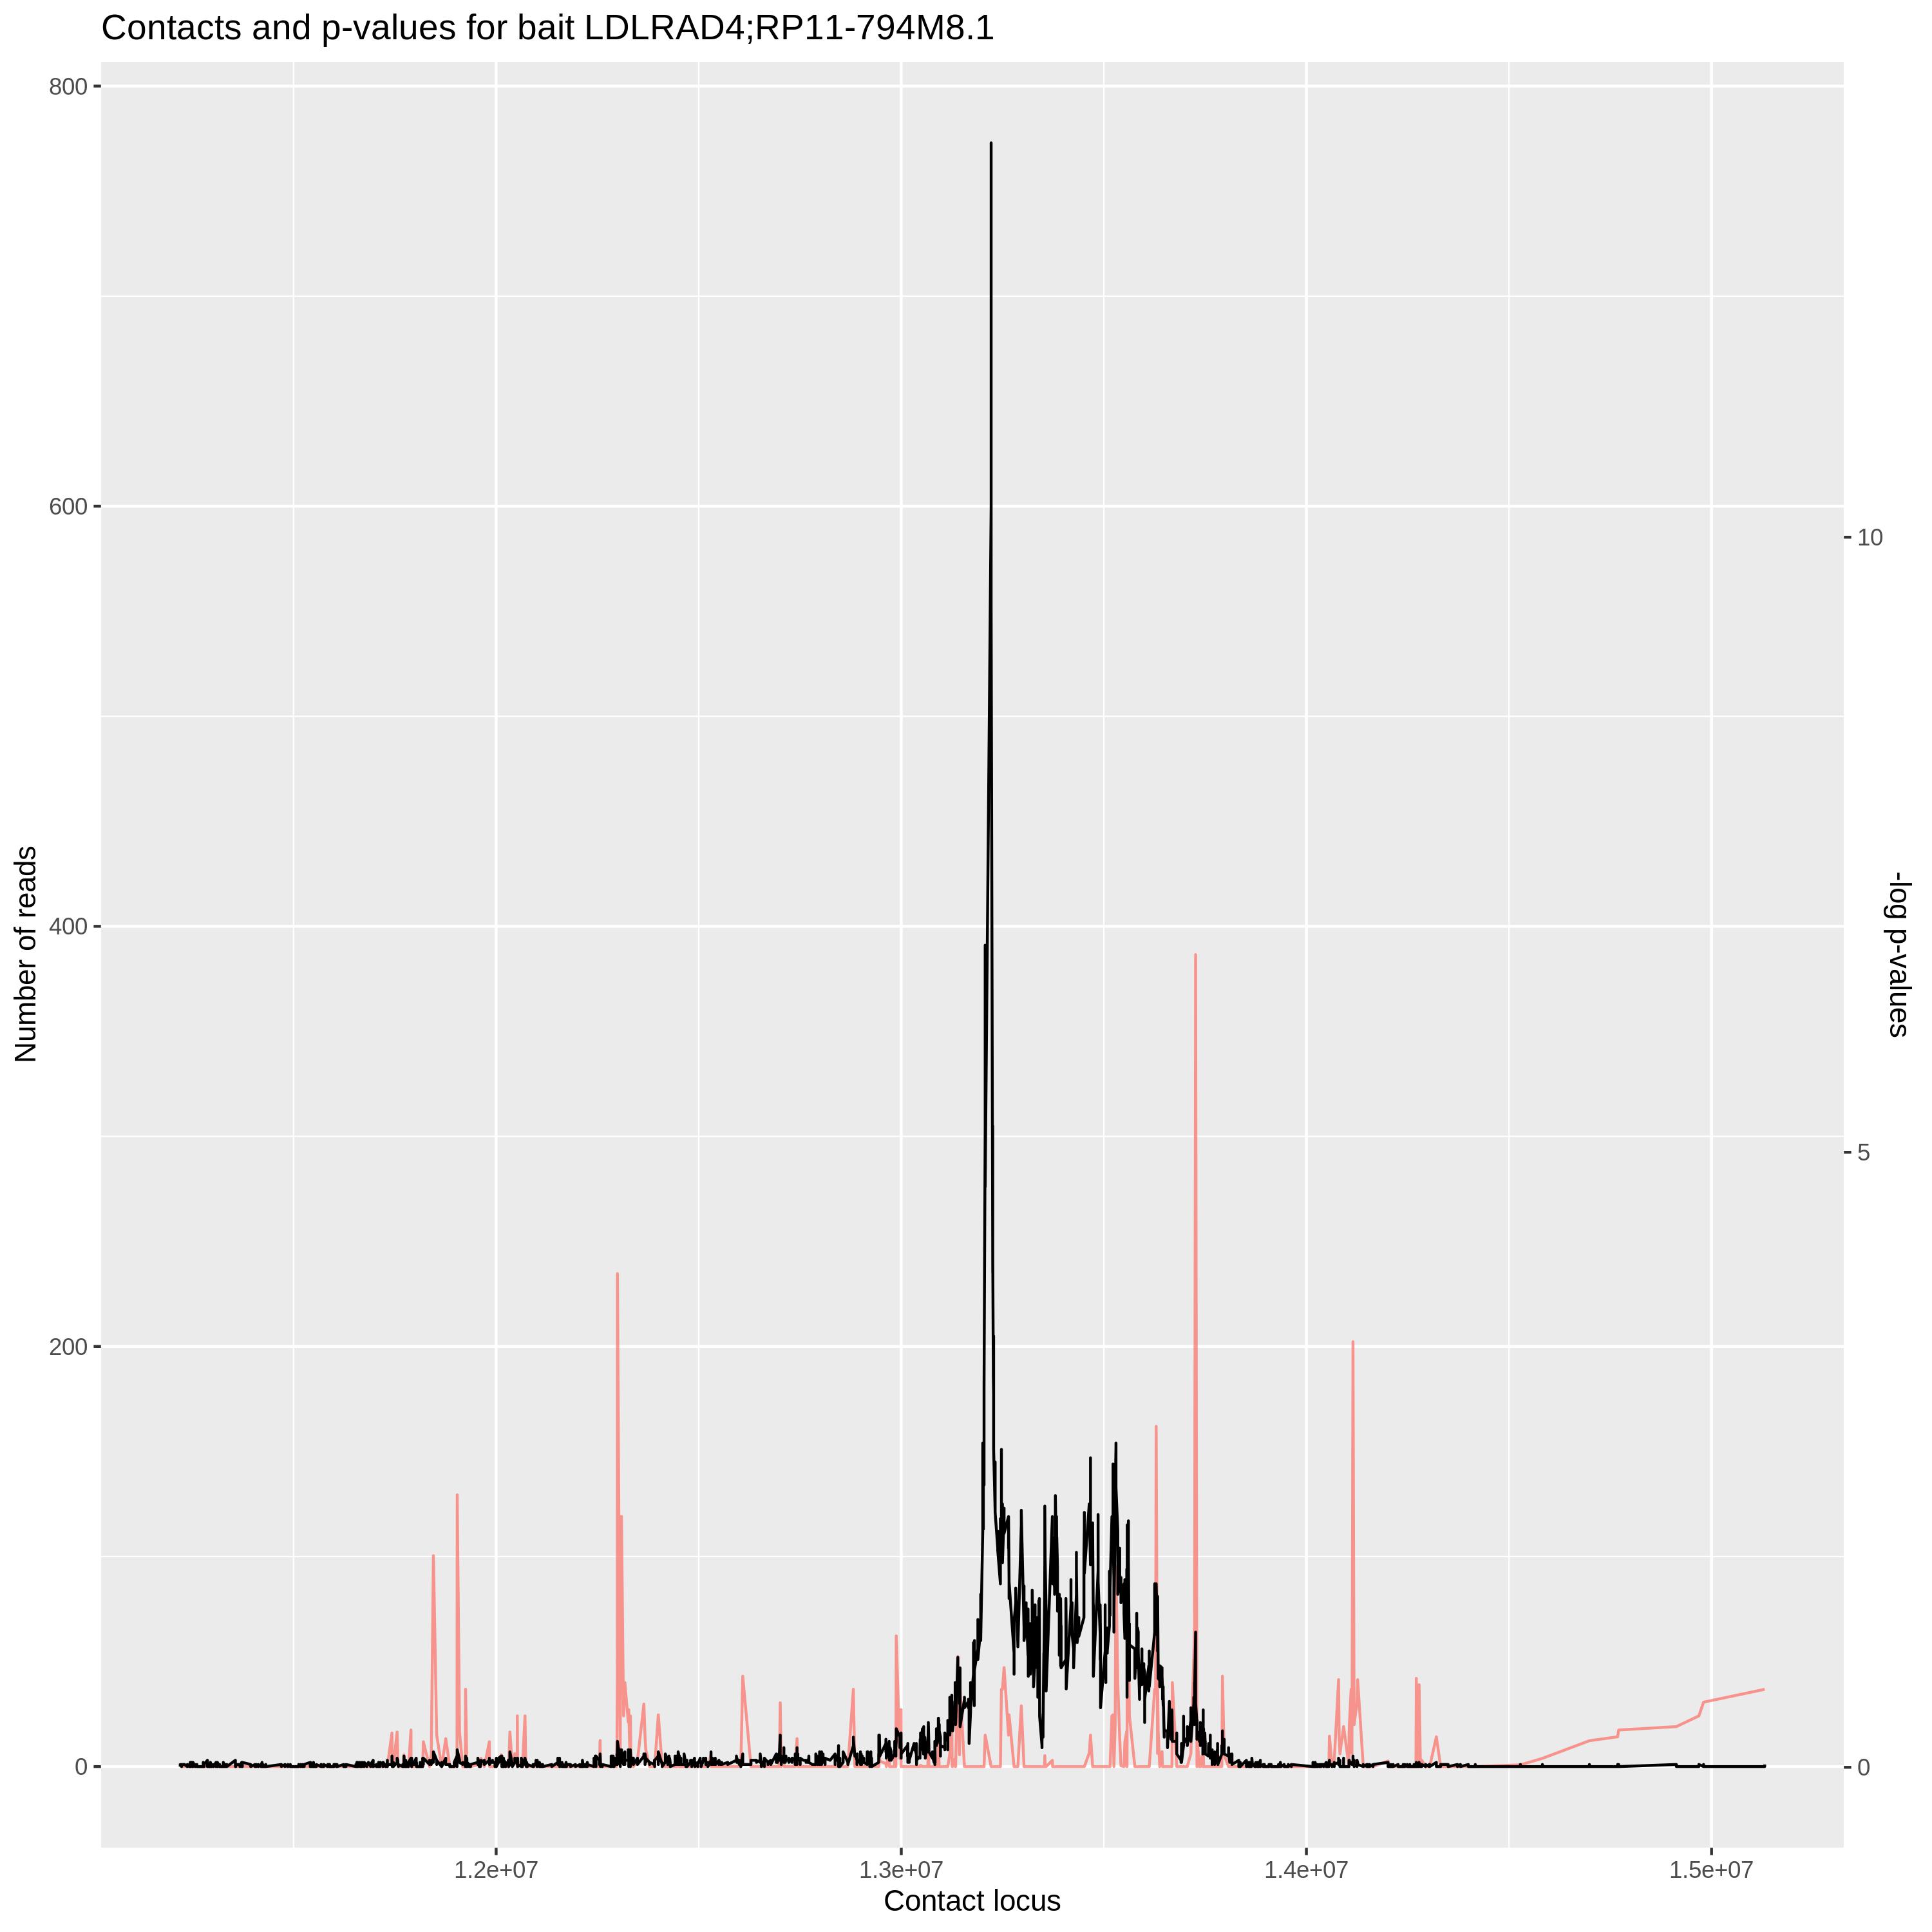 Contacts and p-values for bait LDLRAD4;RP11-794M8.1
800
600
400
200
0
Number of reads
10
5
0
-log p-values
1.2e+07
1.3e+07
1.4e+07
1.5e+07
Contact locus